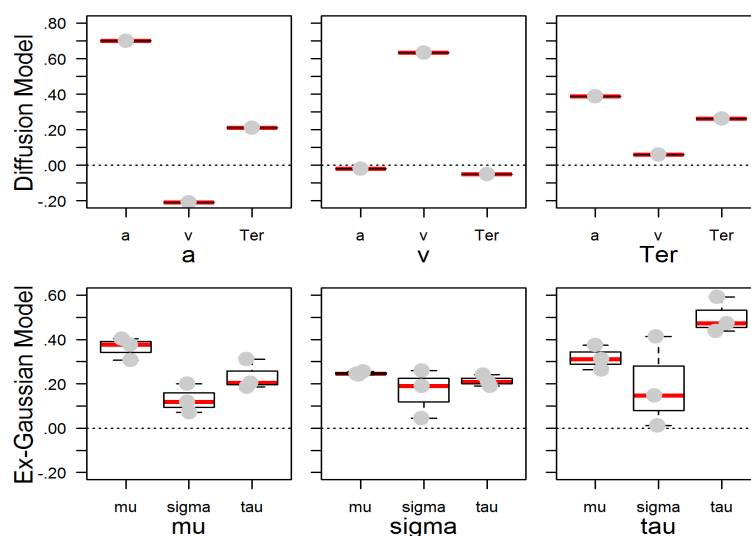 Diffusion Model
.80
.60
.40
.20
.00
-.20
a v Ter
a
a v Ter
v
a v Ter
Ter
Ex-Gaussian Model
.60
.40
.20
.00
-.20
mu sigma tau
mu
mu sigma tau
sigma
mu sigma tau
tau